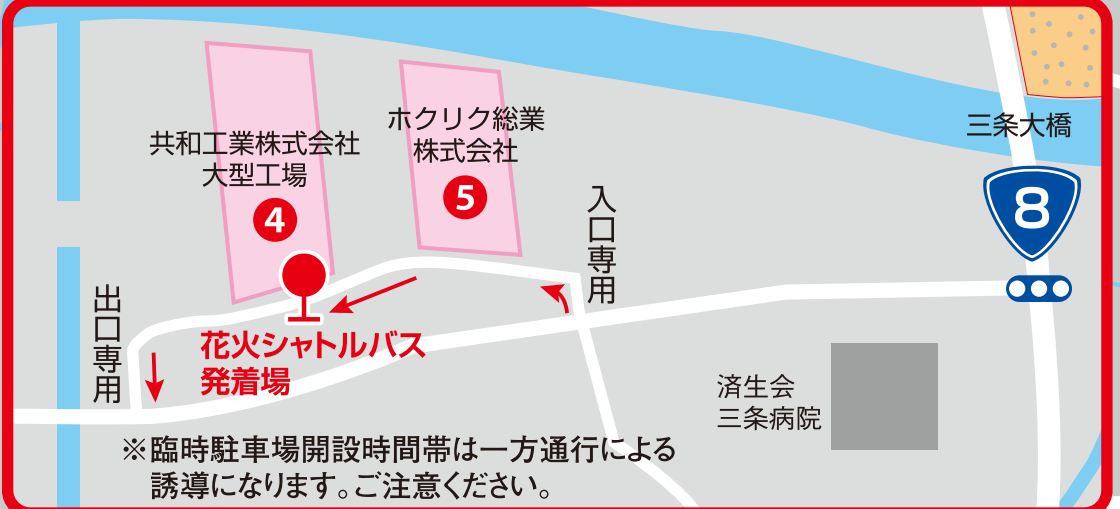 共和工業株式会社
大型工場
4
ホクリク総業
株式会社
5
入口専用
三条大橋
8
出口専用
花火シャトルバス
発着場
済生会
三条病院
※臨時駐車場開設時間帯は一方通行による
誘導になります。ご注意ください。